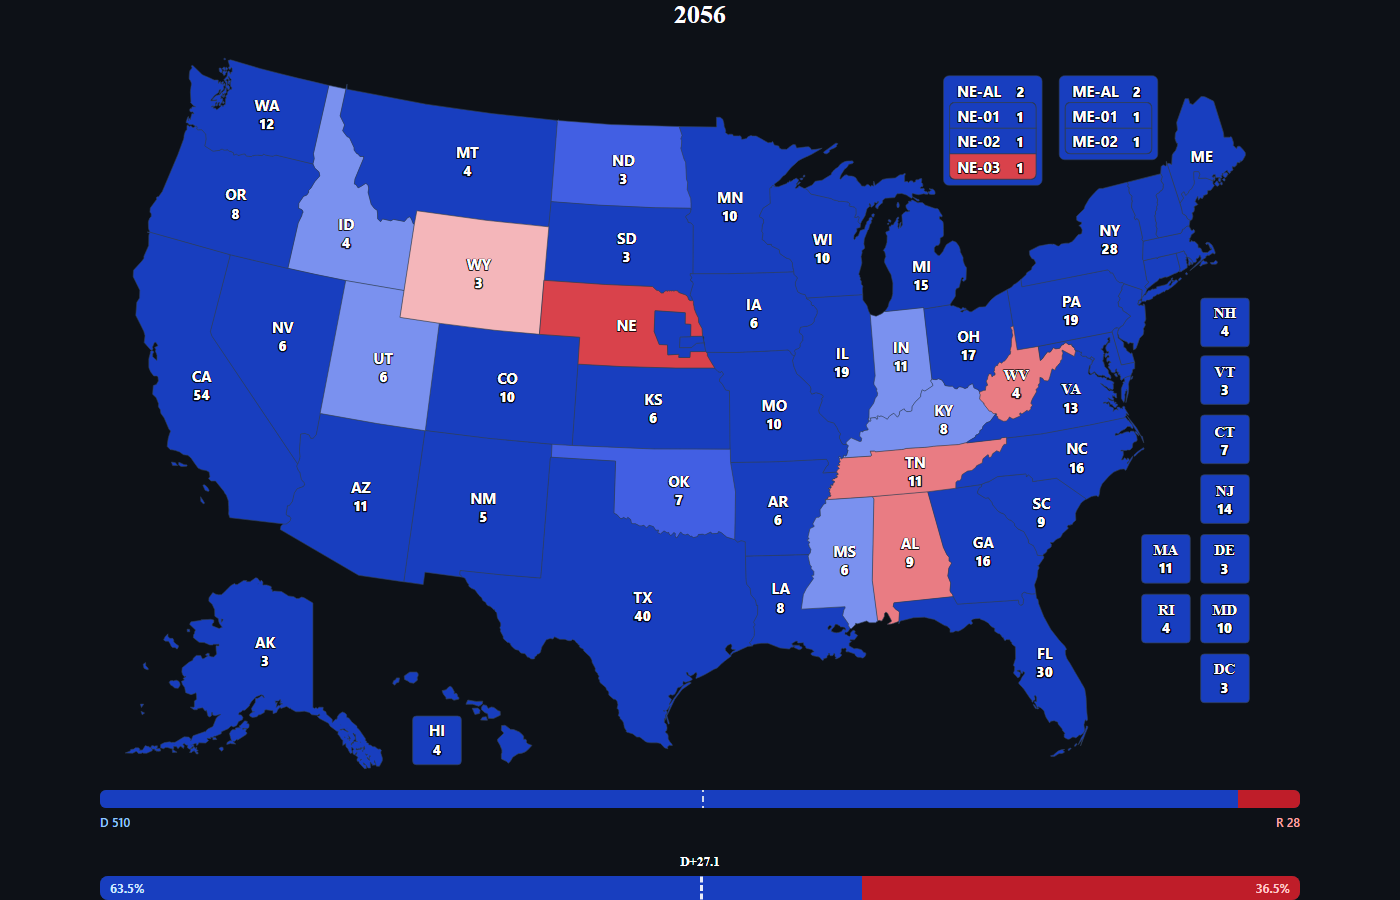 2056
WA
12
OR
8
CA
54
NV
6
ID
4
MT
4
WY
3
UT
6
AZ
11
CO
10
NM
5
ND
3
SD
3
NE
KS
6
OK
7
TX
40
MN
10
IA
6
MO
10
AR
6
LA
8
WI
10
IL
19
MI
15
IN
11
OH
17
KY
8
TN
11
MS
6
AL
9
GA
16
FL
30
SC
9
NC
16
VA
13
WV
4
PA
19
NY
28
ME
AK
3
HI
4
NE-AL 2
NE-01 1
NE-02 1
NE-03 1
ME-AL 2
ME-01 1
ME-02 1
NH
4
VT
3
CT
7
NJ
14
MA
11
DE
3
RI
4
MD
10
DC
3
D 510
R 28
D+27.1
63.5%
36.5%